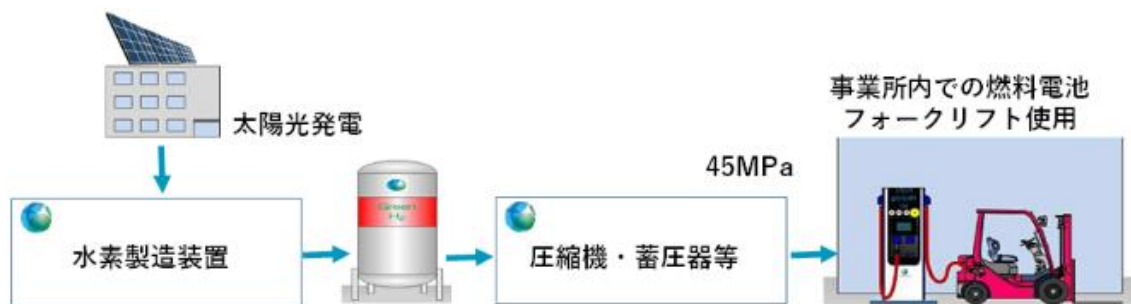 太陽光発電
事業所内での燃料電池
フォークリフト使用
45MPa
水素製造装置
Green
H₂
圧縮機・蓄圧器等